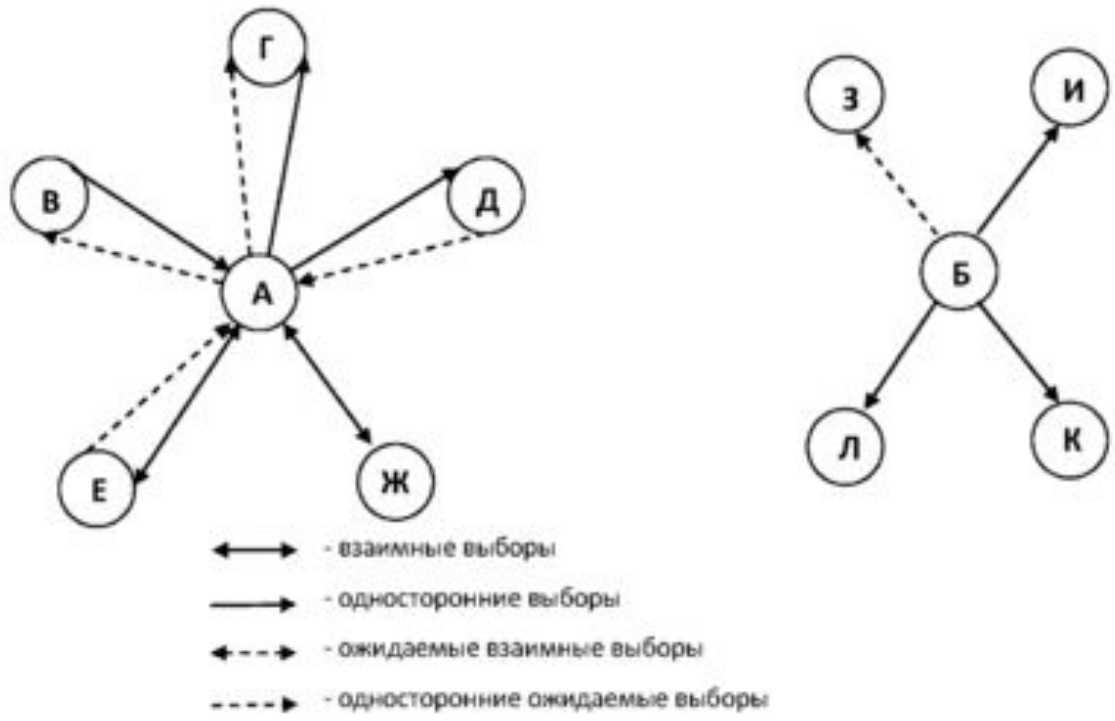 Г
З
И
В
Д
А
Б
Е
Ж
Л
К
- взаимные выборы
- односторонние выборы
- ожидаемые взаимные выборы
- односторонние ожидаемые выборы